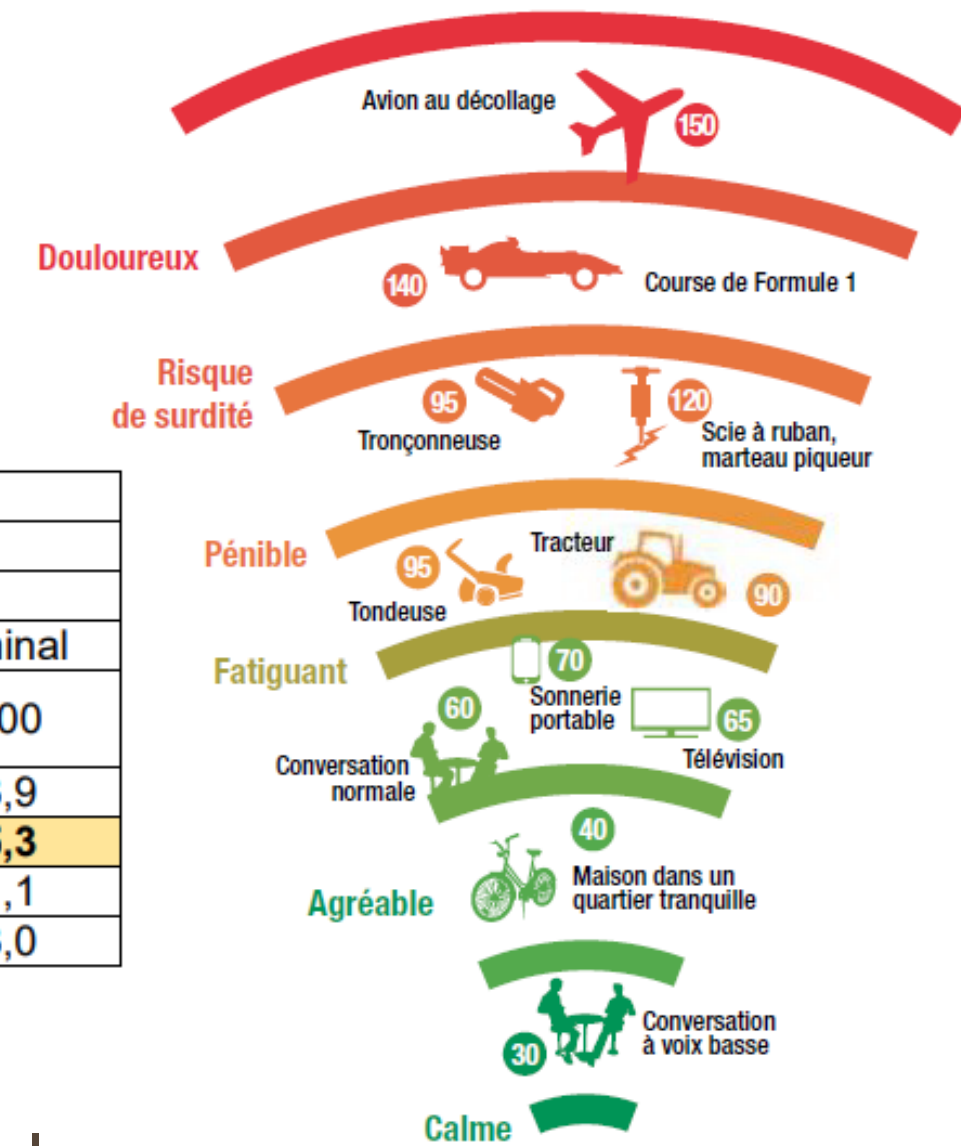 Avion au décollage
150
Douloureux
140
Course de Formule 1
Risque
de surdité
95
Tronçonneuse
120
Scie à ruban,
marteau piqueur
Pénible
95
Tondeuse
Tracteur
90
Fatiguant
70
Sonnerie
portable
60
Conversation
normale
65
Télévision
40
Maison dans un
quartier tranquille
Agréable
30
Conversation
à voix basse
Calme
inal
00
,9
,3
,1
,0